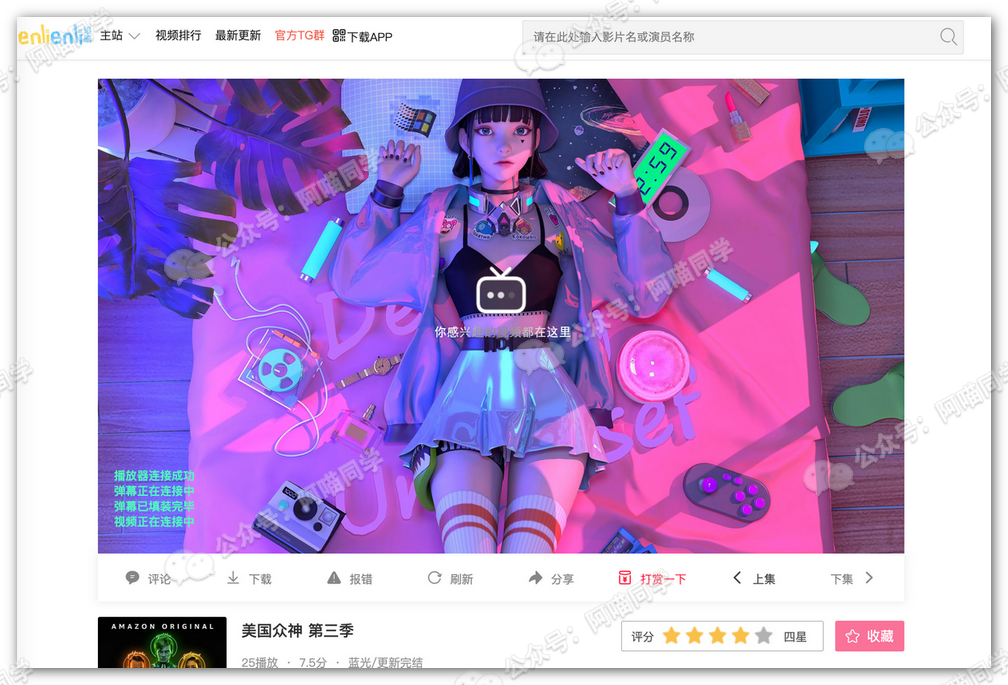 enlienli
主站
视频排行
最新更新
官方TG群
下载APP
请在此处输入影片名或演员名称
2:59
你感兴趣的视频都在这里
播放器连接成功
弹幕正在连接中
弹幕已填装完毕
视频正在连接中
评论
下载
报错
刷新
分享
打赏一下
上集
下集
AMAZON ORIGINAL
美国众神 第三季
25播放 · 7.5分 · 蓝光/更新完结
评分
四星
收藏
公众号：阿喵同学